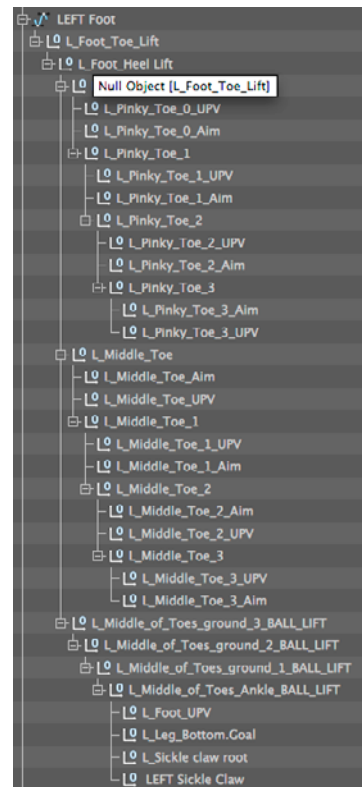 LEFT Foot
L_Foot_Toe_Lift
L_Foot_Heel Lift
Null Object [L_Foot_Toe_Lift]
L_Pinky_Toe_0_UPV
L_Pinky_Toe_0_Aim
L_Pinky_Toe_1
L_Pinky_Toe_1_UPV
L_Pinky_Toe_1_Aim
L_Pinky_Toe_2
L_Pinky_Toe_2_UPV
L_Pinky_Toe_2_Aim
L_Pinky_Toe_3
L_Pinky_Toe_3_Aim
L_Pinky_Toe_3_UPV
L_Middle_Toe
L_Middle_Toe_Aim
L_Middle_Toe_UPV
L_Middle_Toe_1
L_Middle_Toe_1_UPV
L_Middle_Toe_1_Aim
L_Middle_Toe_2
L_Middle_Toe_2_Aim
L_Middle_Toe_2_UPV
L_Middle_Toe_3
L_Middle_Toe_3_UPV
L_Middle_Toe_3_Aim
L_Middle_of_Toes_ground_3_BALL_LIFT
L_Middle_of_Toes_ground_2_BALL_LIFT
L_Middle_of_Toes_ground_1_BALL_LIFT
L_Middle_of_Toes_Ankle_BALL_LIFT
L_Foot_UPV
L_Leg_Bottom.Goal
L_Sickle claw root
LEFT Sickle Claw